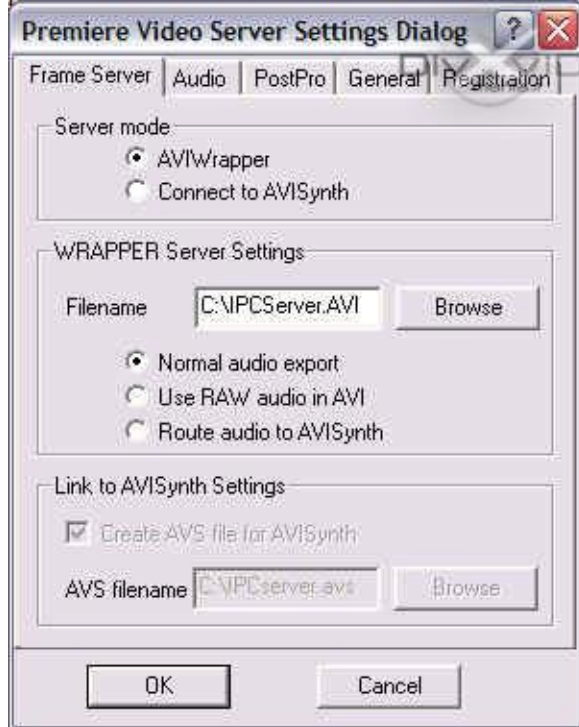 Premiere Video Server Settings Dialog ?
Frame Server Audio PostPro General Registration
Server mode
AVIWrapper
Connect to AVISynth
WRAPPER Server Settings
Filename C:\IPCServer.AVI Browse
Normal audio export
Use RAW audio in AVI
Route audio to AVISynth
Link to AVISynth Settings
Create AVS file for AVISynth
AVS filename C:\IPCserver.avs Browse
OK Cancel